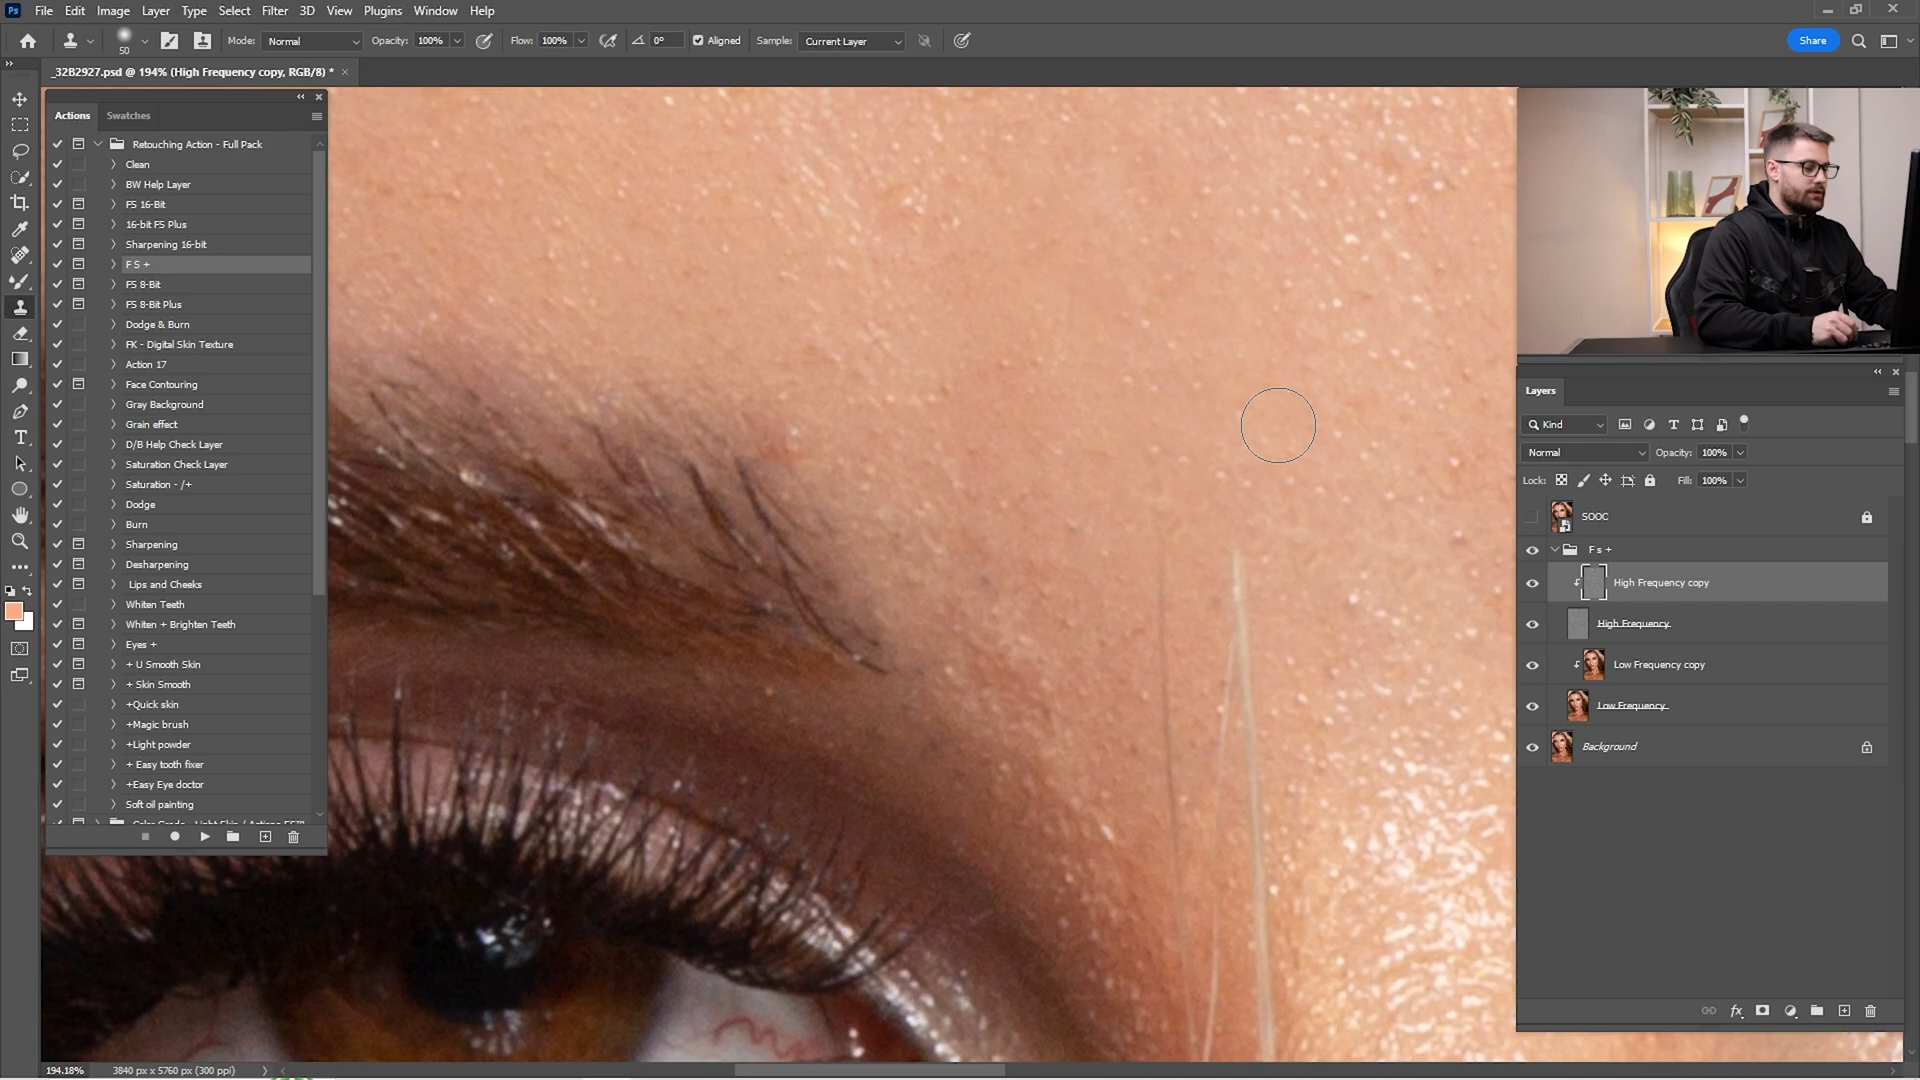 Ps File Edit Image Layer Type Select Filter 3D View Plugins Window Help
50 Mode: Normal Opacity: 100% Flow: 100% 0° Aligned Sample: Current Layer Share
_32B2927.psd @ 194% (High Frequency copy, RGB/8) *
Actions Swatches
Retouching Action - Full Pack
Clean
BW Help Layer
FS 16-Bit
16-bit FS Plus
Sharpening 16-bit
F S +
FS 8-Bit
FS 8-Bit Plus
Dodge & Burn
FK - Digital Skin Texture
Action 17
Face Contouring
Gray Background
Grain effect
D/B Help Check Layer
Saturation Check Layer
Saturation - /+
Dodge
Burn
Sharpening
Desharpening
Lips and Cheeks
Whiten Teeth
Whiten + Brighten Teeth
Eyes +
+ U Smooth Skin
+ Skin Smooth
+Quick skin
+Magic brush
+Light powder
+ Easy tooth fixer
+Easy Eye doctor
Soft oil painting
Layers
Kind
Normal Opacity: 100%
Lock: Fill: 100%
SOOC
F s +
High Frequency copy
High Frequency
Low Frequency copy
Low Frequency
Background
fx
194.18% 3840 px x 5760 px (300 ppi)